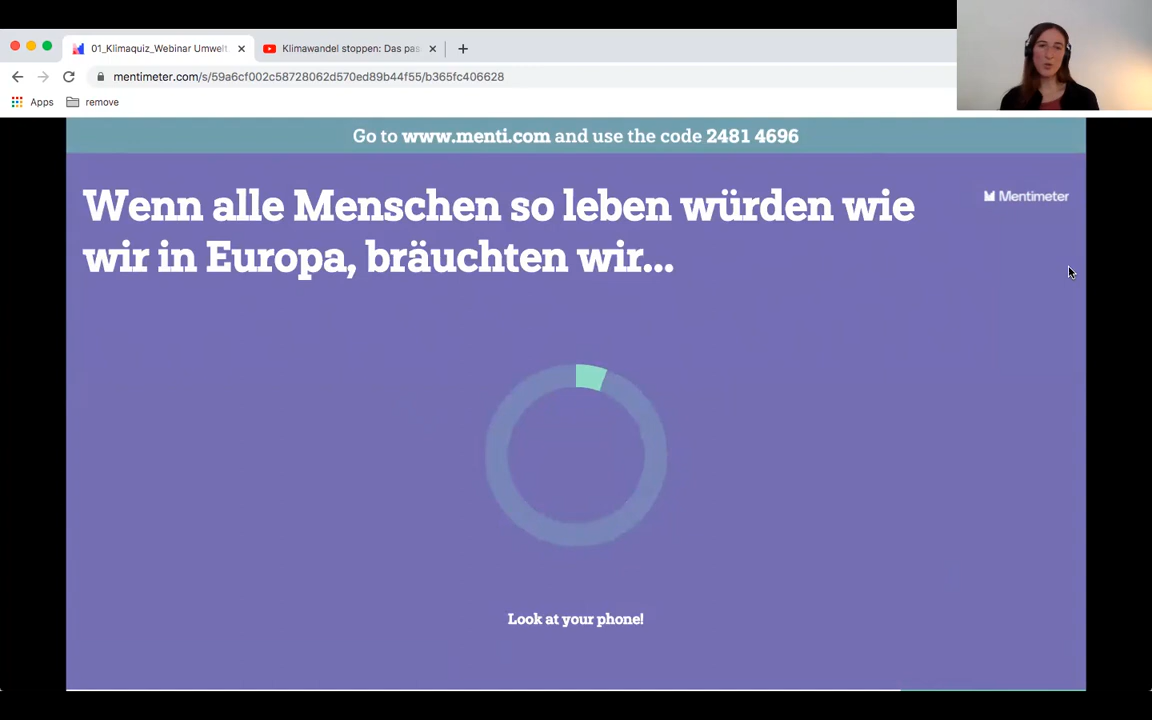 01_Klimaquiz_Webinar Umwelt
Klimawandel stoppen: Das pas
mentimeter.com/s/59a6cf002c58728062d570ed89b44f55/b365fc406628
Apps
remove
Go to www.menti.com and use the code 2481 4696
Wenn alle Menschen so leben würden wie
wir in Europa, bräuchten wir...
Mentimeter
Look at your phone!